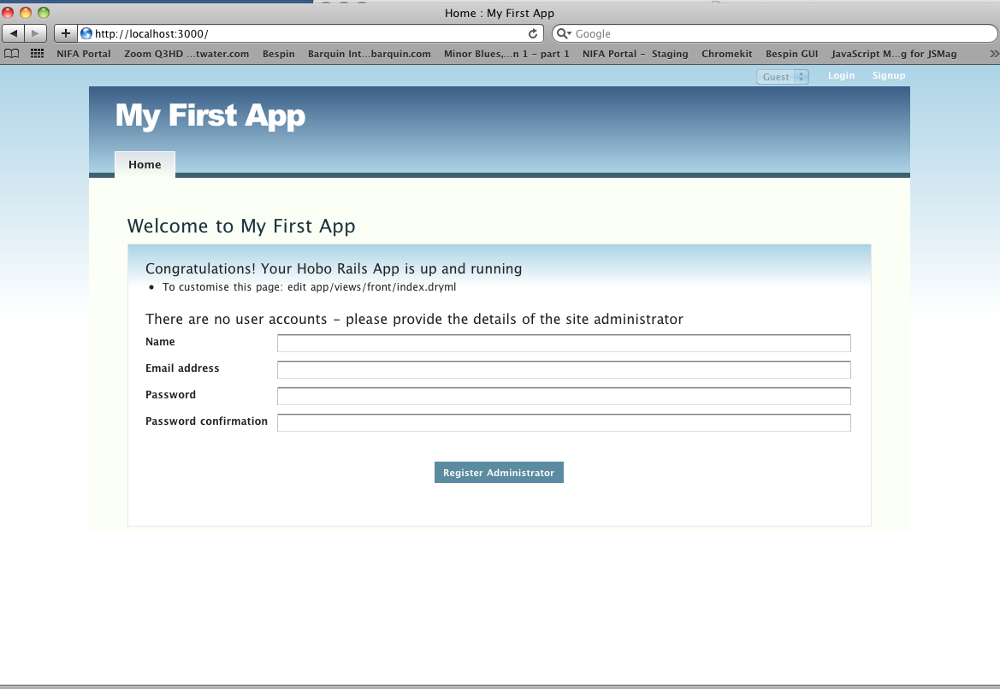 Home : My First App
http://localhost:3000/
Google
NIFA Portal Zoom Q3HD ...twater.com Bespin Barquin Int...barquin.com Minor Blues,...n 1 - part 1 NIFA Portal - Staging Chromekit Bespin GUI JavaScript M...g for JSMag »
Guest Login Signup
My First App
Home
Welcome to My First App
Congratulations! Your Hobo Rails App is up and running
• To customise this page: edit app/views/front/index.dryml
There are no user accounts - please provide the details of the site administrator
Name
Email address
Password
Password confirmation
Register Administrator